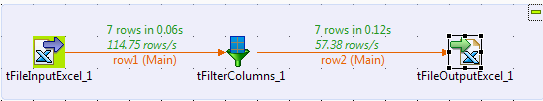 7 rows in 0.06s
114.75 rows/s
row1 (Main)
7 rows in 0.12s
57.38 rows/s
row2 (Main)
tFileInputExcel_1
tFilterColumns_1
tFileOutputExcel_1